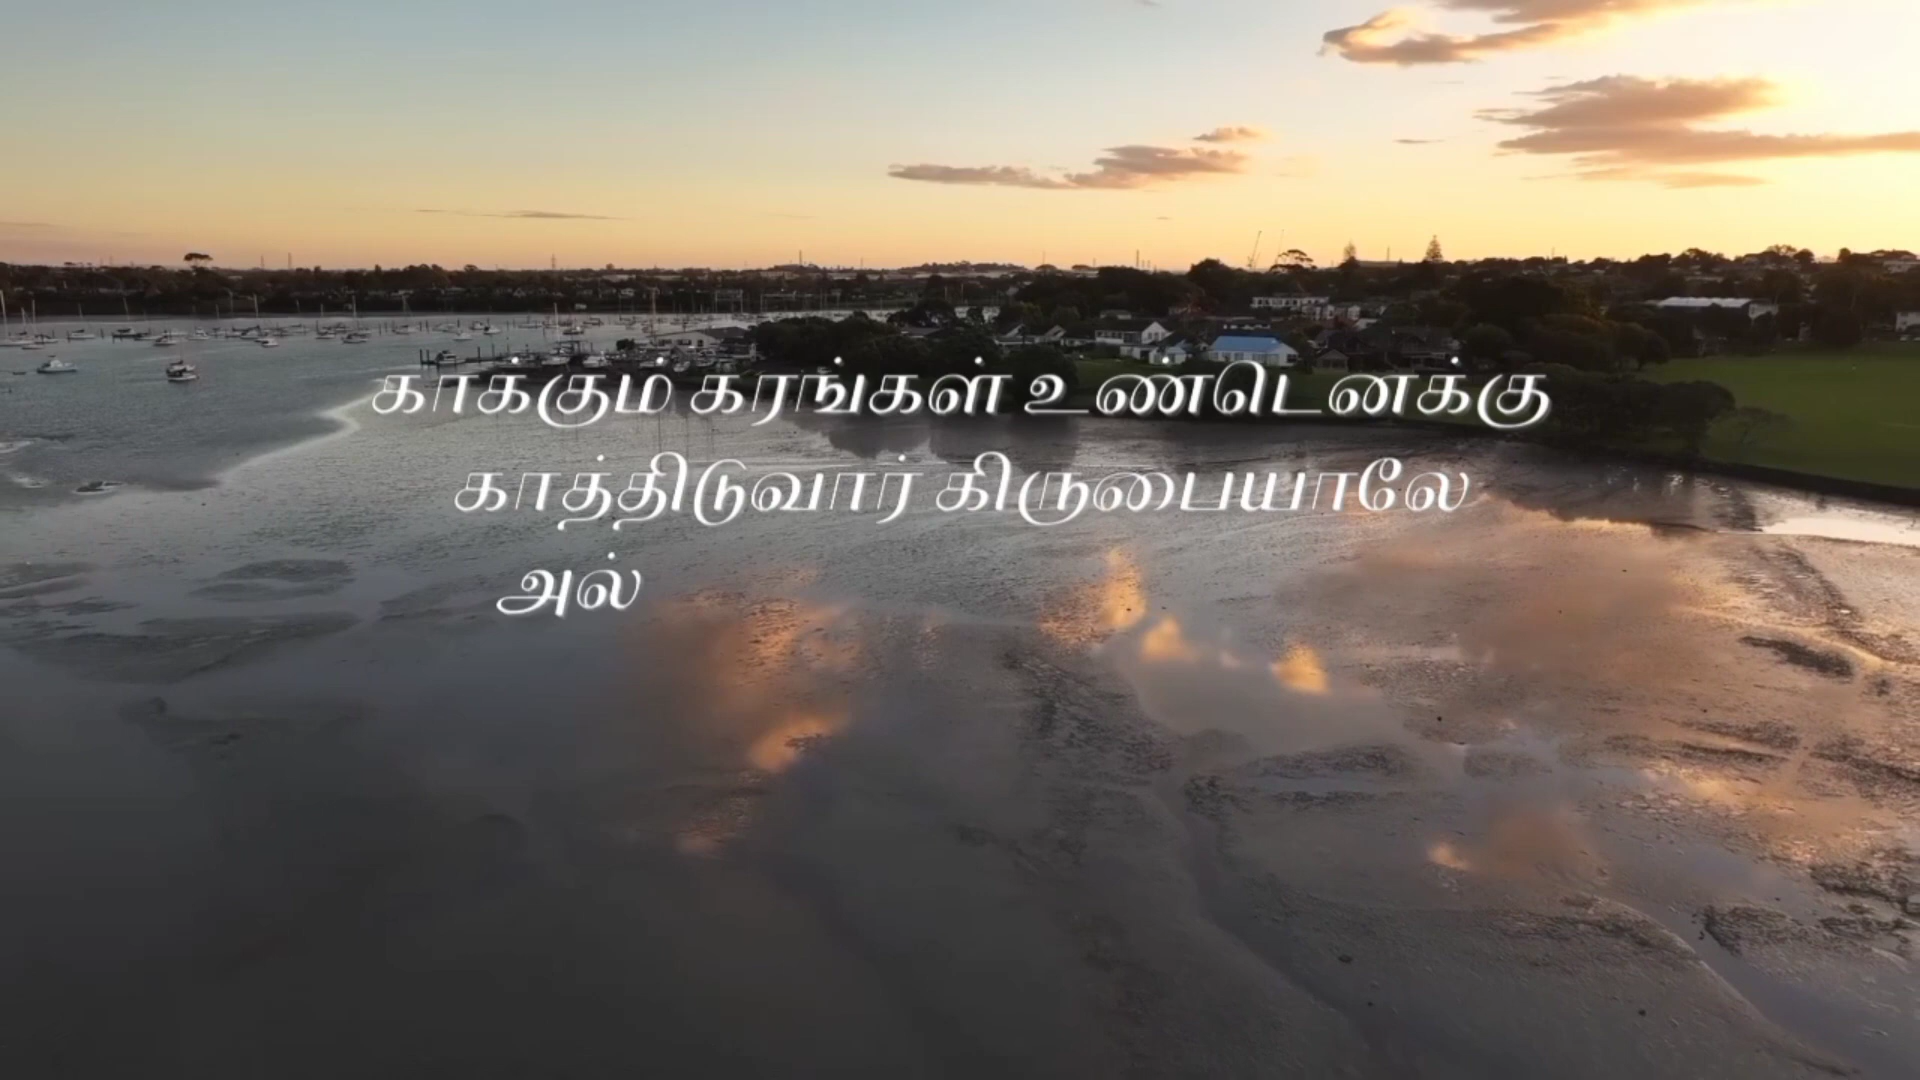 காக்கும் கரங்கள் உண்டெனக்கு
காத்திடுவார் கிருபையாலே
அல்